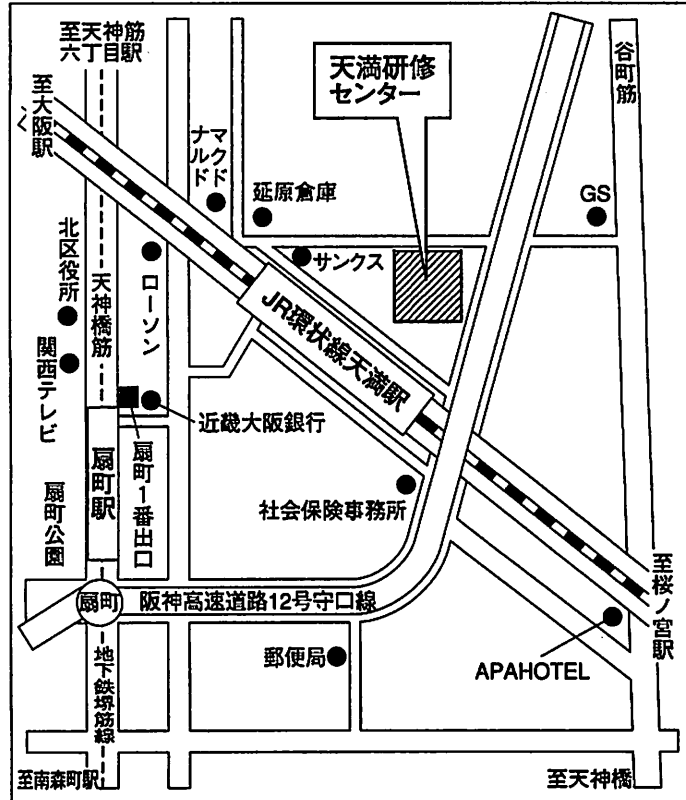 至天神筋
六丁目駅
至大阪駅
マクド
ナルド
延原倉庫
天満研修
センター
谷町筋
GS
北区役所
天神橋筋
ローソン
サンクス
関西テレビ
JR環状線天満駅
近畿大阪銀行
扇町駅
扇町1番出口
扇町公園
社会保険事務所
至桜ノ宮駅
扇町
阪神高速道路12号守口線
地下鉄堺筋線
郵便局
APAHOTEL
至南森町駅
至天神橋